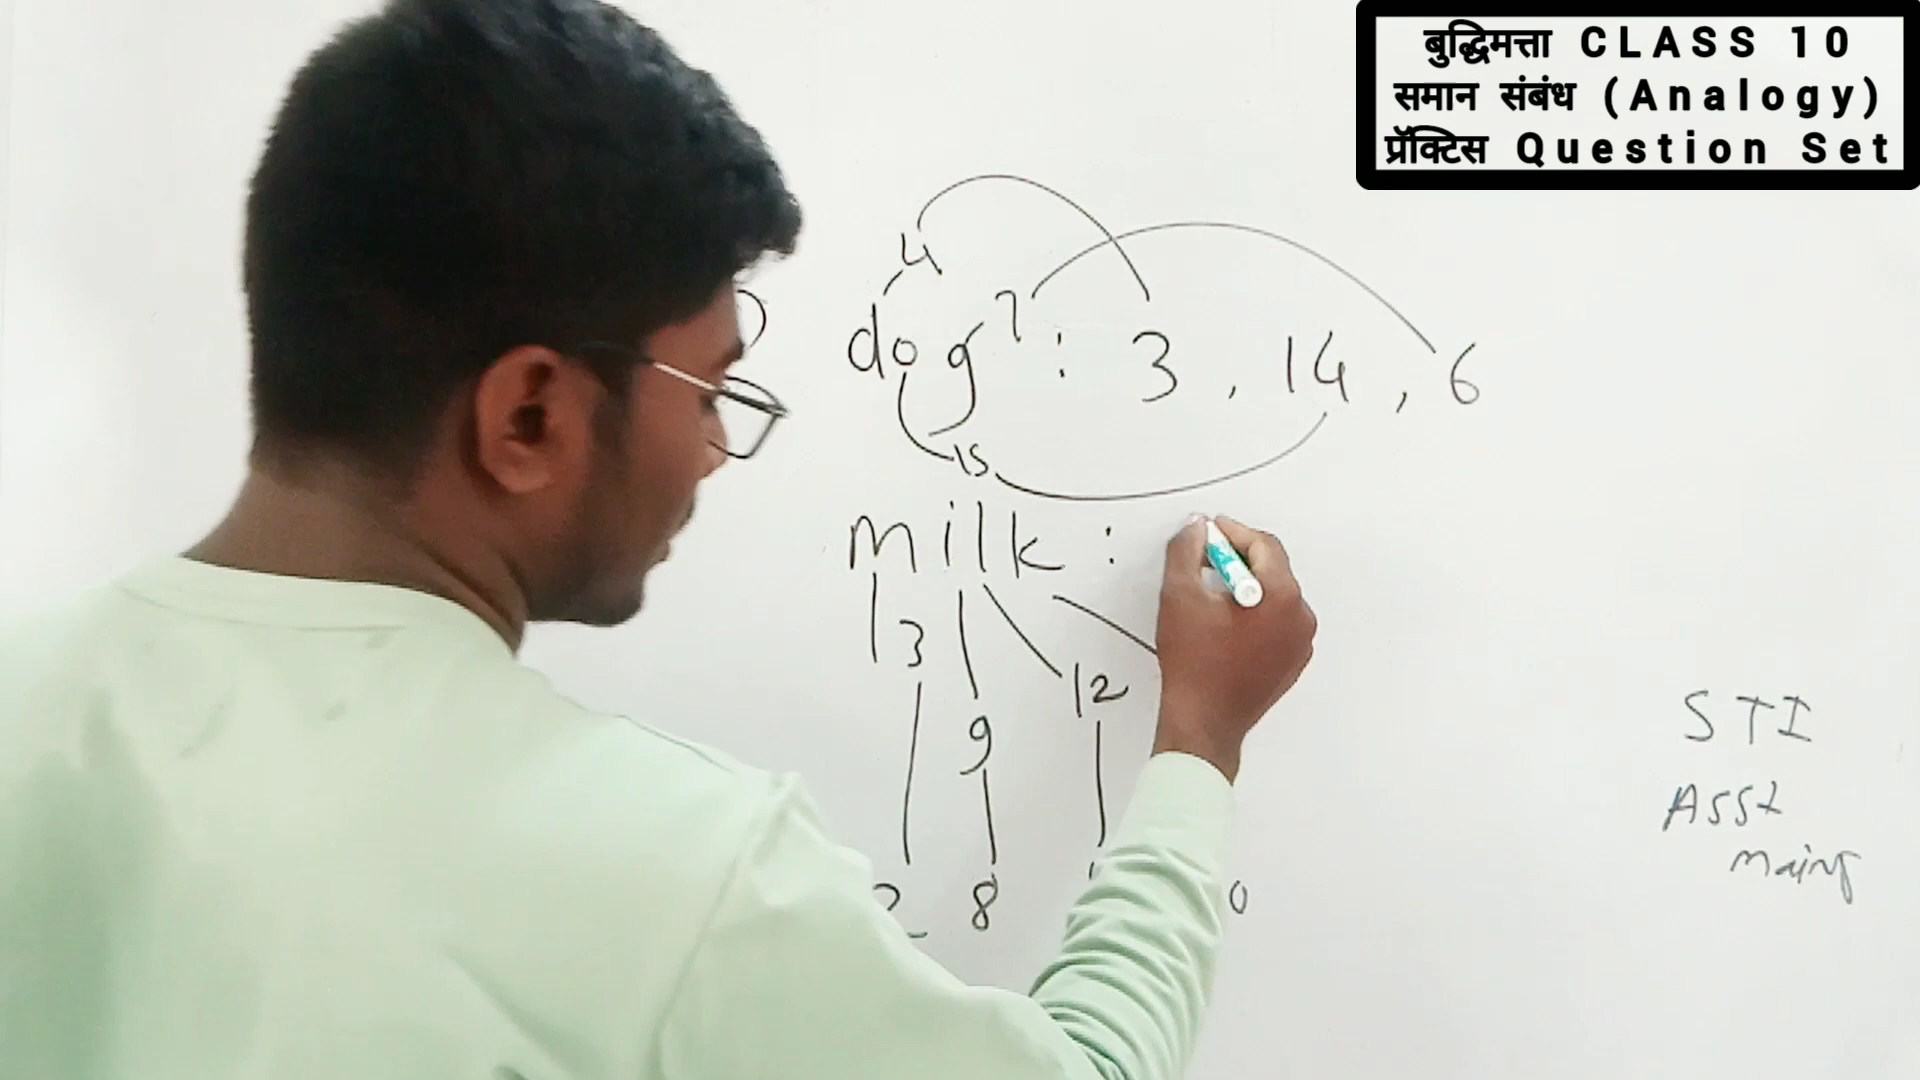 बुद्धिमत्ता CLASS 10
समान संबंध (Analogy)
प्रॅक्टिस Question Set
4
dog 7 : 3 , 14 , 6
15
milk :
13
9
12
8
0
STI
Asst
mains